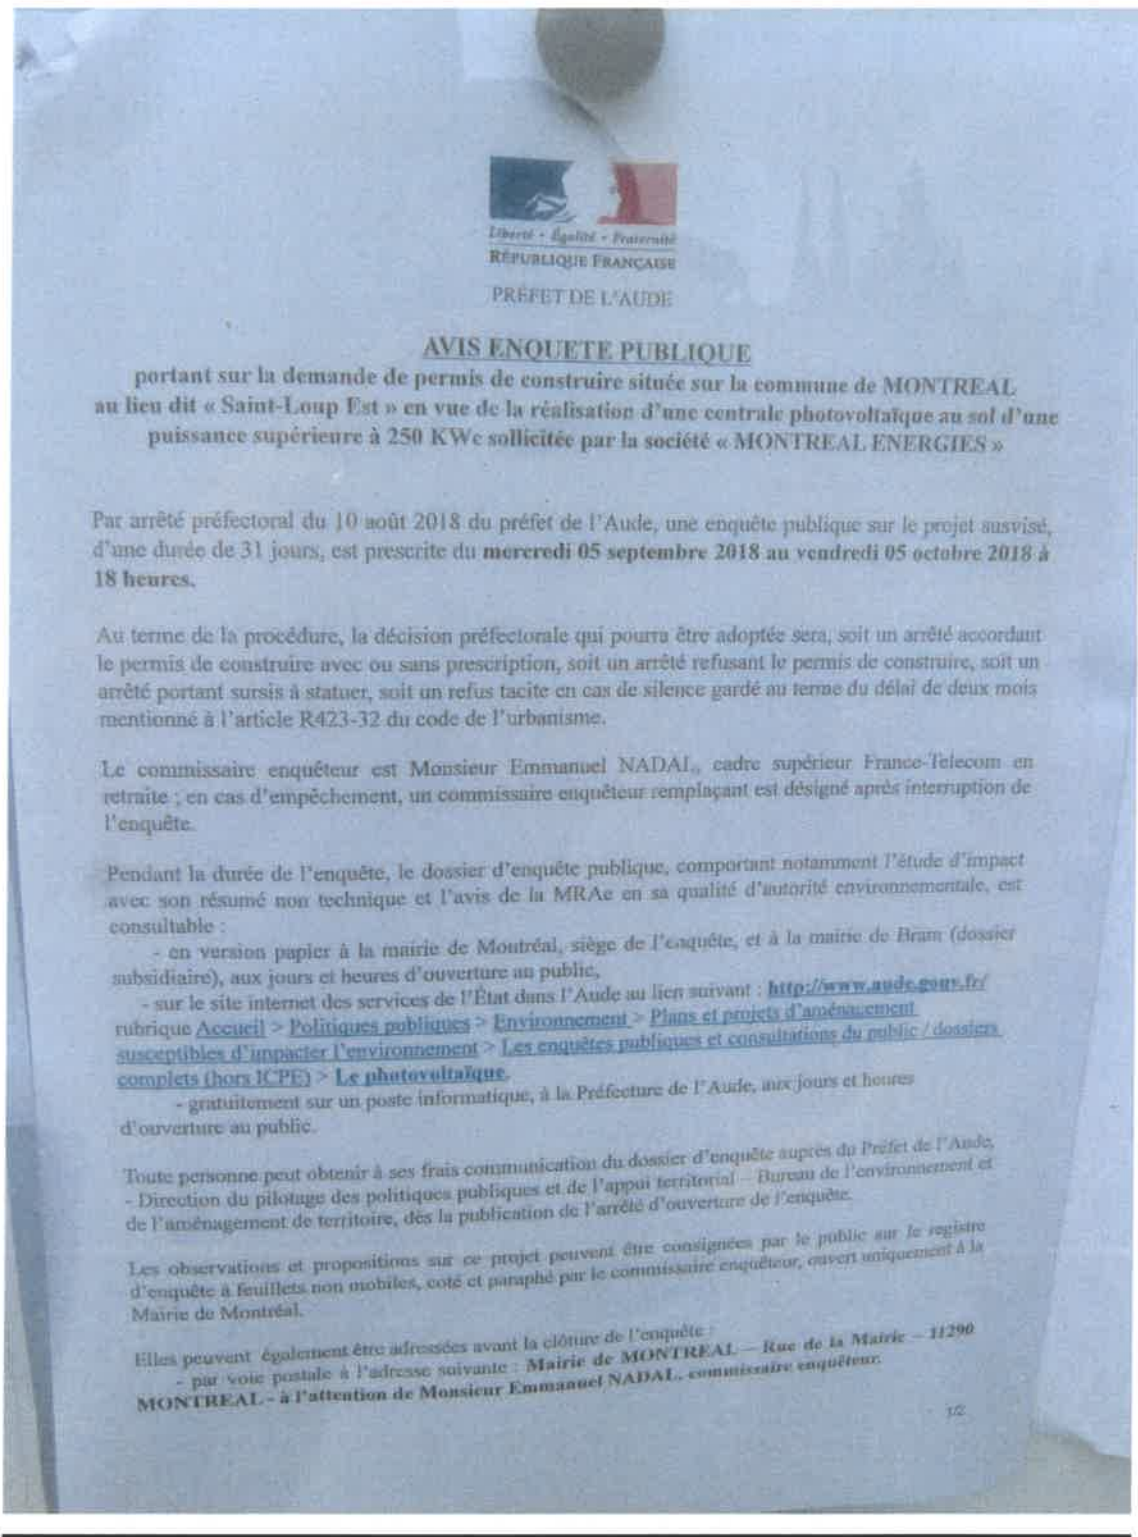 Liberté • Égalité • Fraternité
RÉPUBLIQUE FRANÇAISE
PRÉFET DE L'AUDE
AVIS ENQUETE PUBLIQUE
portant sur la demande de permis de construire située sur la commune de MONTREAL
au lieu dit « Saint-Loup Est » en vue de la réalisation d'une centrale photovoltaïque au sol d'une
puissance supérieure à 250 KWc sollicitée par la société « MONTREAL ENERGIES »
Par arrêté préfectoral du 10 août 2018 du préfet de l'Aude, une enquête publique sur le projet susvisé,
d'une durée de 31 jours, est prescrite du mercredi 05 septembre 2018 au vendredi 05 octobre 2018 à
18 heures.
Au terme de la procédure, la décision préfectorale qui pourra être adoptée sera, soit un arrêté accordant
le permis de construire avec ou sans prescription, soit un arrêté refusant le permis de construire, soit un
arrêté portant sursis à statuer, soit un refus tacite en cas de silence gardé au terme du délai de deux mois
mentionné à l'article R423-32 du code de l'urbanisme.
Le commissaire enquêteur est Monsieur Emmanuel NADAL, cadre supérieur France-Telecom en
retraite ; en cas d'empêchement, un commissaire enquêteur remplaçant est désigné après interruption de
l'enquête.
Pendant la durée de l'enquête, le dossier d'enquête publique, comportant notamment l'étude d'impact
avec son résumé non technique et l'avis de la MRAe en sa qualité d'autorité environnementale, est
consultable :
- en version papier à la mairie de Montréal, siège de l'enquête, et à la mairie de Bram (dossier
subsidiaire), aux jours et heures d'ouverture au public,
- sur le site internet des services de l'État dans l'Aude au lien suivant : http://www.aude.gouv.fr/
rubrique Accueil > Politiques publiques > Environnement > Plans et projets d'aménagement
susceptibles d'impacter l'environnement > Les enquêtes publiques et consultations du public / dossiers
complets (hors ICPE) > Le photovoltaïque,
- gratuitement sur un poste informatique, à la Préfecture de l'Aude, aux jours et heures
d'ouverture au public.
Toute personne peut obtenir à ses frais communication du dossier d'enquête auprès du Préfet de l'Aude,
- Direction du pilotage des politiques publiques et de l'appui territorial – Bureau de l'environnement et
de l'aménagement de territoire, dès la publication de l'arrêté d'ouverture de l'enquête.
Les observations et propositions sur ce projet peuvent être consignées par le public sur le registre
d'enquête à feuillets non mobiles, coté et paraphé par le commissaire enquêteur, ouvert uniquement à la
Mairie de Montréal.
Elles peuvent également être adressées avant la clôture de l'enquête :
- par voie postale à l'adresse suivante : Mairie de MONTREAL – Rue de la Mairie – 11290
MONTREAL - à l'attention de Monsieur Emmanuel NADAL, commissaire enquêteur.
1/2